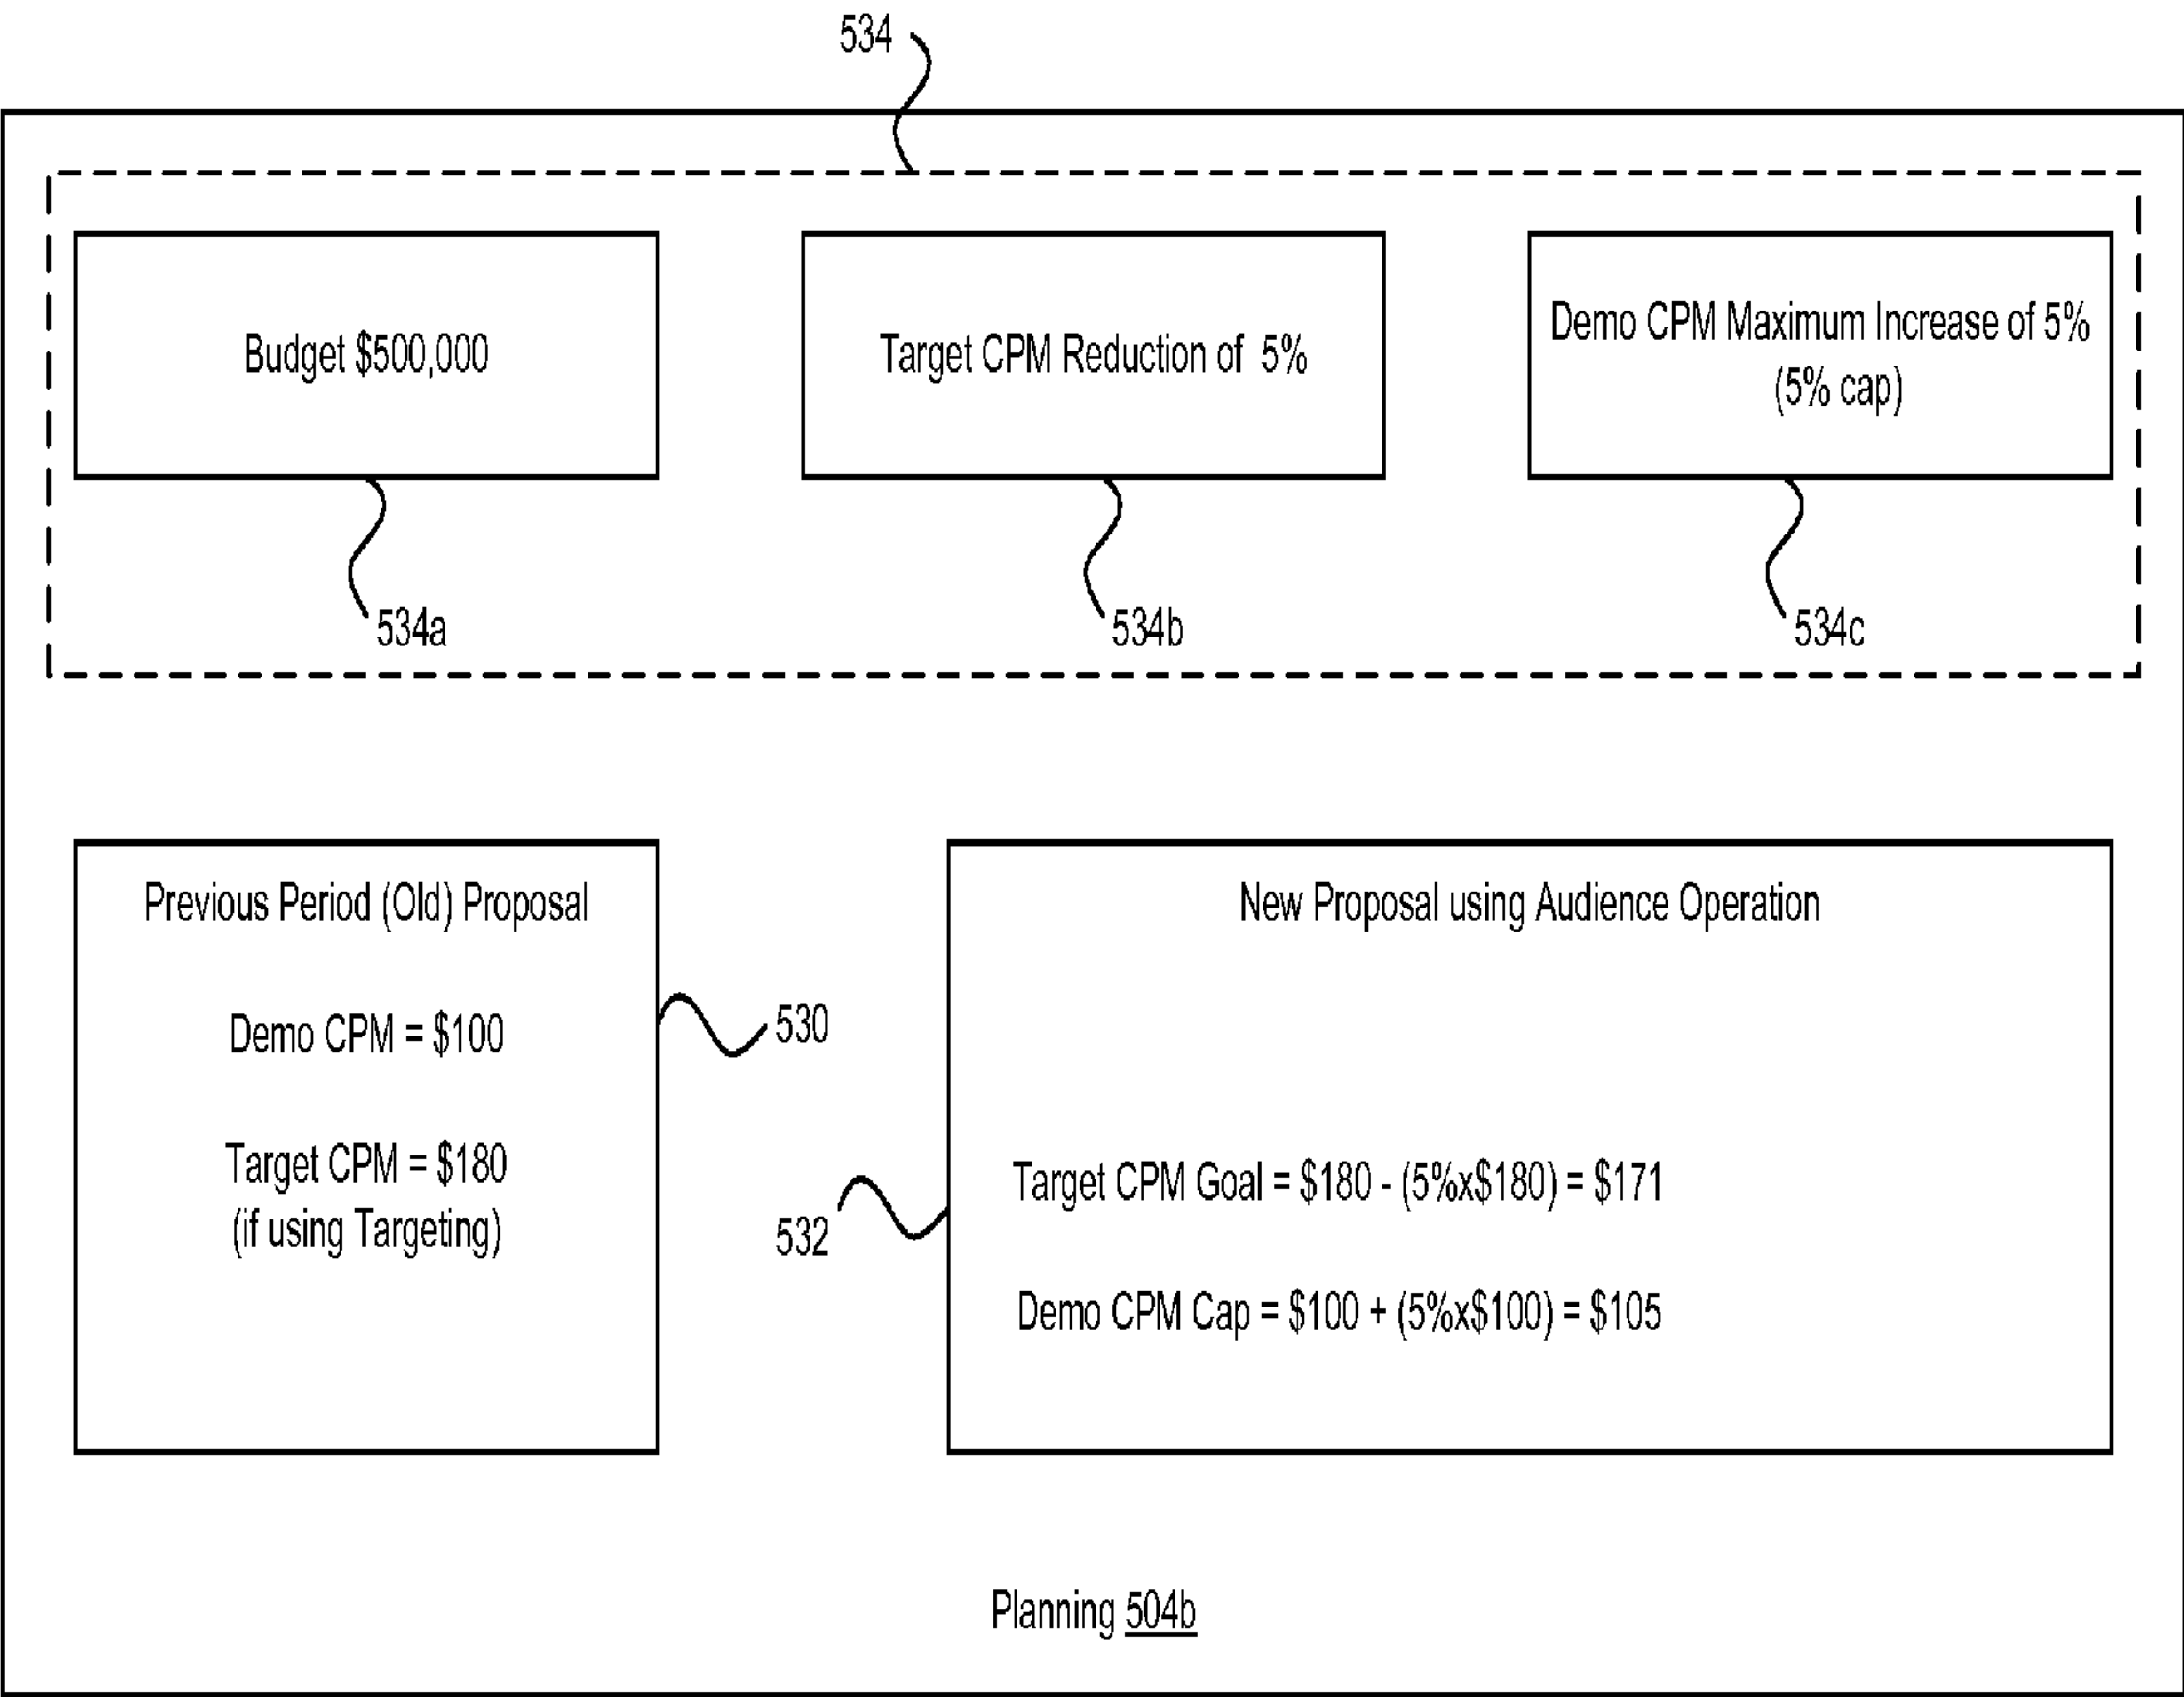 534
Budget $500,000
Target CPM Reduction of 5%
Demo CPM Maximum Increase of 5%
(5% cap)
534a
534b
534c
Previous Period (Old) Proposal
Demo CPM = $100
Target CPM = $180
(if using Targeting)
530
532
New Proposal using Audience Operation
Target CPM Goal = $180 - (5%x$180) = $171
Demo CPM Cap = $100 + (5%x$100) = $105
Planning 504b